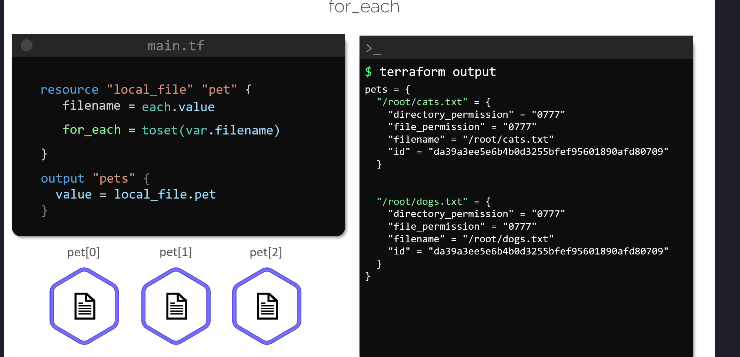 for_each
main.tf
resource "local_file" "pet" {
filename = each.value
for_each = toset(var.filename)
}
output "pets" {
value = local_file.pet
}
pet[0]
pet[1]
pet[2]
>_
$ terraform output
pets = {
"/root/cats.txt" = {
"directory_permission" = "0777"
"file_permission" = "0777"
"filename" = "/root/cats.txt"
"id" = "da39a3ee5e6b4b0d3255bfef95601890afd80709"
}
"/root/dogs.txt" = {
"directory_permission" = "0777"
"file_permission" = "0777"
"filename" = "/root/dogs.txt"
"id" = "da39a3ee5e6b4b0d3255bfef95601890afd80709"
}
}